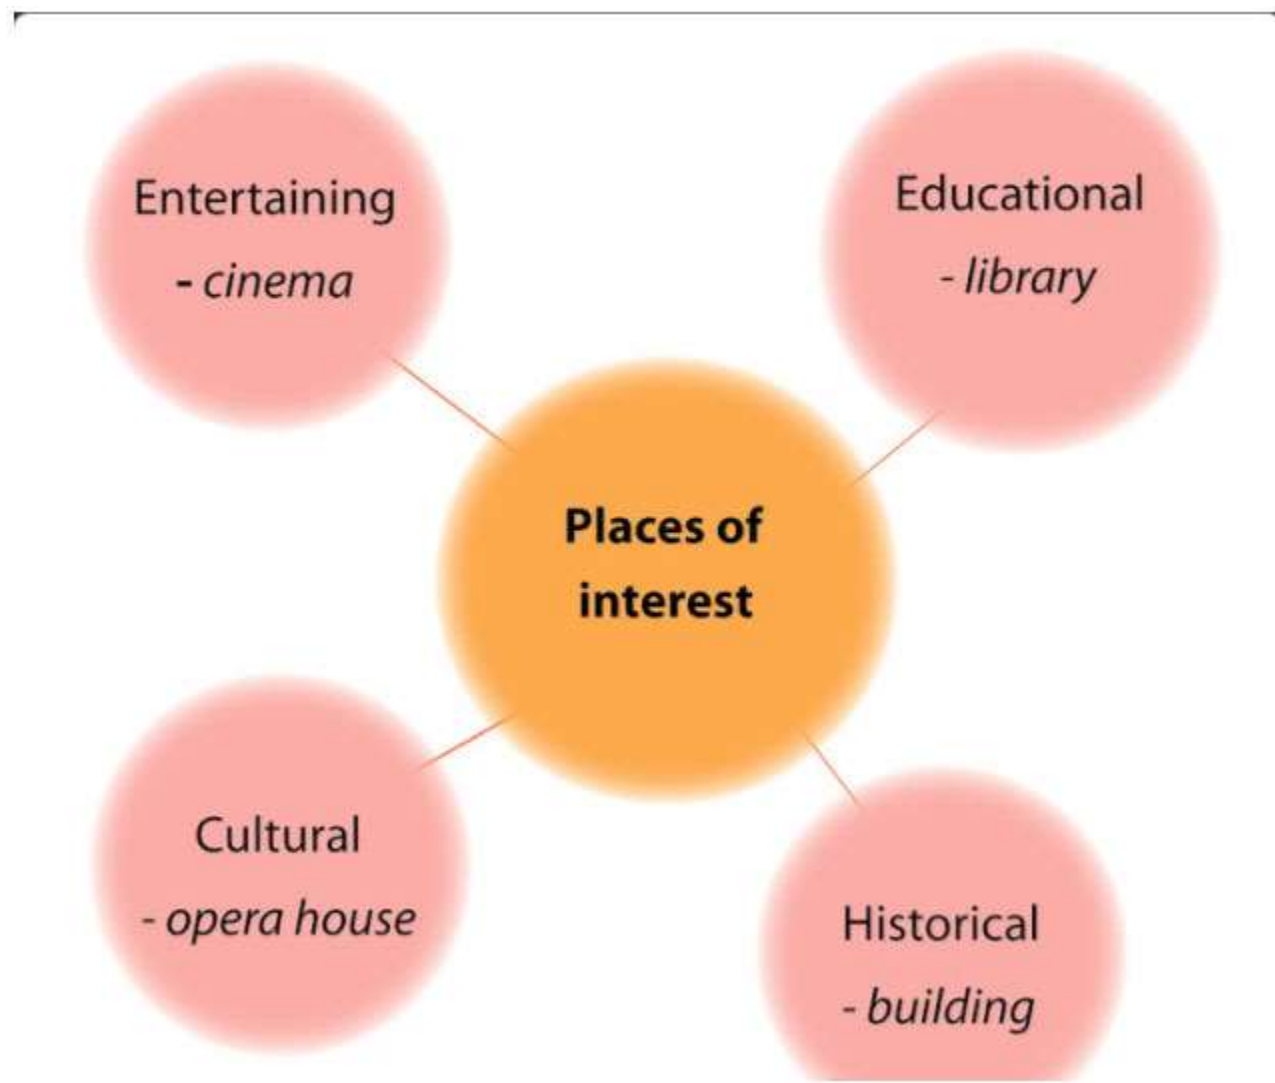 Entertaining
- cinema
Educational
- library
Places of
interest
Cultural
- opera house
Historical
- building